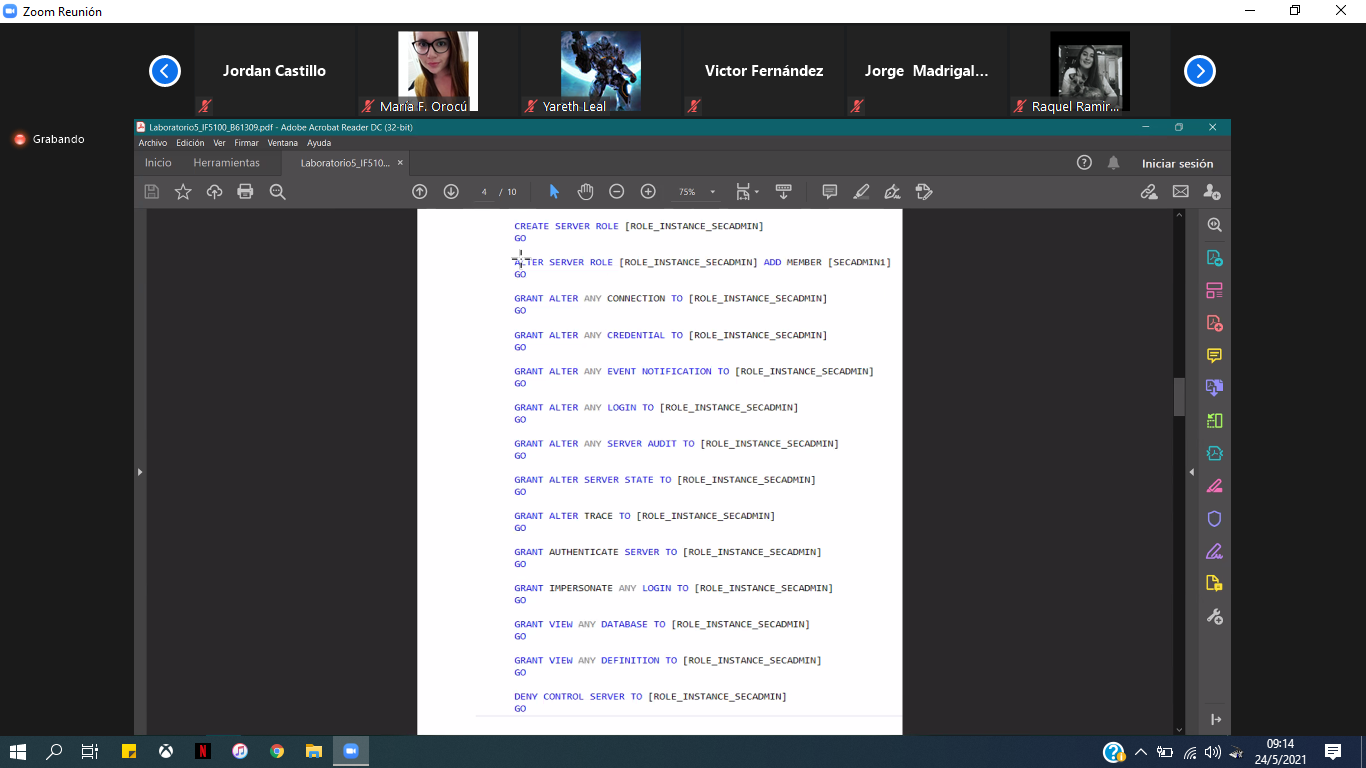 Zoom Reunión
Jordan Castillo
María F. Orocú
Yareth Leal
Victor Fernández
Jorge Madrigal...
Raquel Ramir...
Grabando
Laboratorio5_IF5100_B61309.pdf - Adobe Acrobat Reader DC (32-bit)
Archivo Edición Ver Firmar Ventana Ayuda
Inicio Herramientas Laboratorio5_IF510... × Iniciar sesión
4 / 10 75%
CREATE SERVER ROLE [ROLE_INSTANCE_SECADMIN]
GO
ALTER SERVER ROLE [ROLE_INSTANCE_SECADMIN] ADD MEMBER [SECADMIN1]
GO
GRANT ALTER ANY CONNECTION TO [ROLE_INSTANCE_SECADMIN]
GO
GRANT ALTER ANY CREDENTIAL TO [ROLE_INSTANCE_SECADMIN]
GO
GRANT ALTER ANY EVENT NOTIFICATION TO [ROLE_INSTANCE_SECADMIN]
GO
GRANT ALTER ANY LOGIN TO [ROLE_INSTANCE_SECADMIN]
GO
GRANT ALTER ANY SERVER AUDIT TO [ROLE_INSTANCE_SECADMIN]
GO
GRANT ALTER SERVER STATE TO [ROLE_INSTANCE_SECADMIN]
GO
GRANT ALTER TRACE TO [ROLE_INSTANCE_SECADMIN]
GO
GRANT AUTHENTICATE SERVER TO [ROLE_INSTANCE_SECADMIN]
GO
GRANT IMPERSONATE ANY LOGIN TO [ROLE_INSTANCE_SECADMIN]
GO
GRANT VIEW ANY DATABASE TO [ROLE_INSTANCE_SECADMIN]
GO
GRANT VIEW ANY DEFINITION TO [ROLE_INSTANCE_SECADMIN]
GO
DENY CONTROL SERVER TO [ROLE_INSTANCE_SECADMIN]
GO
09:14
24/5/2021